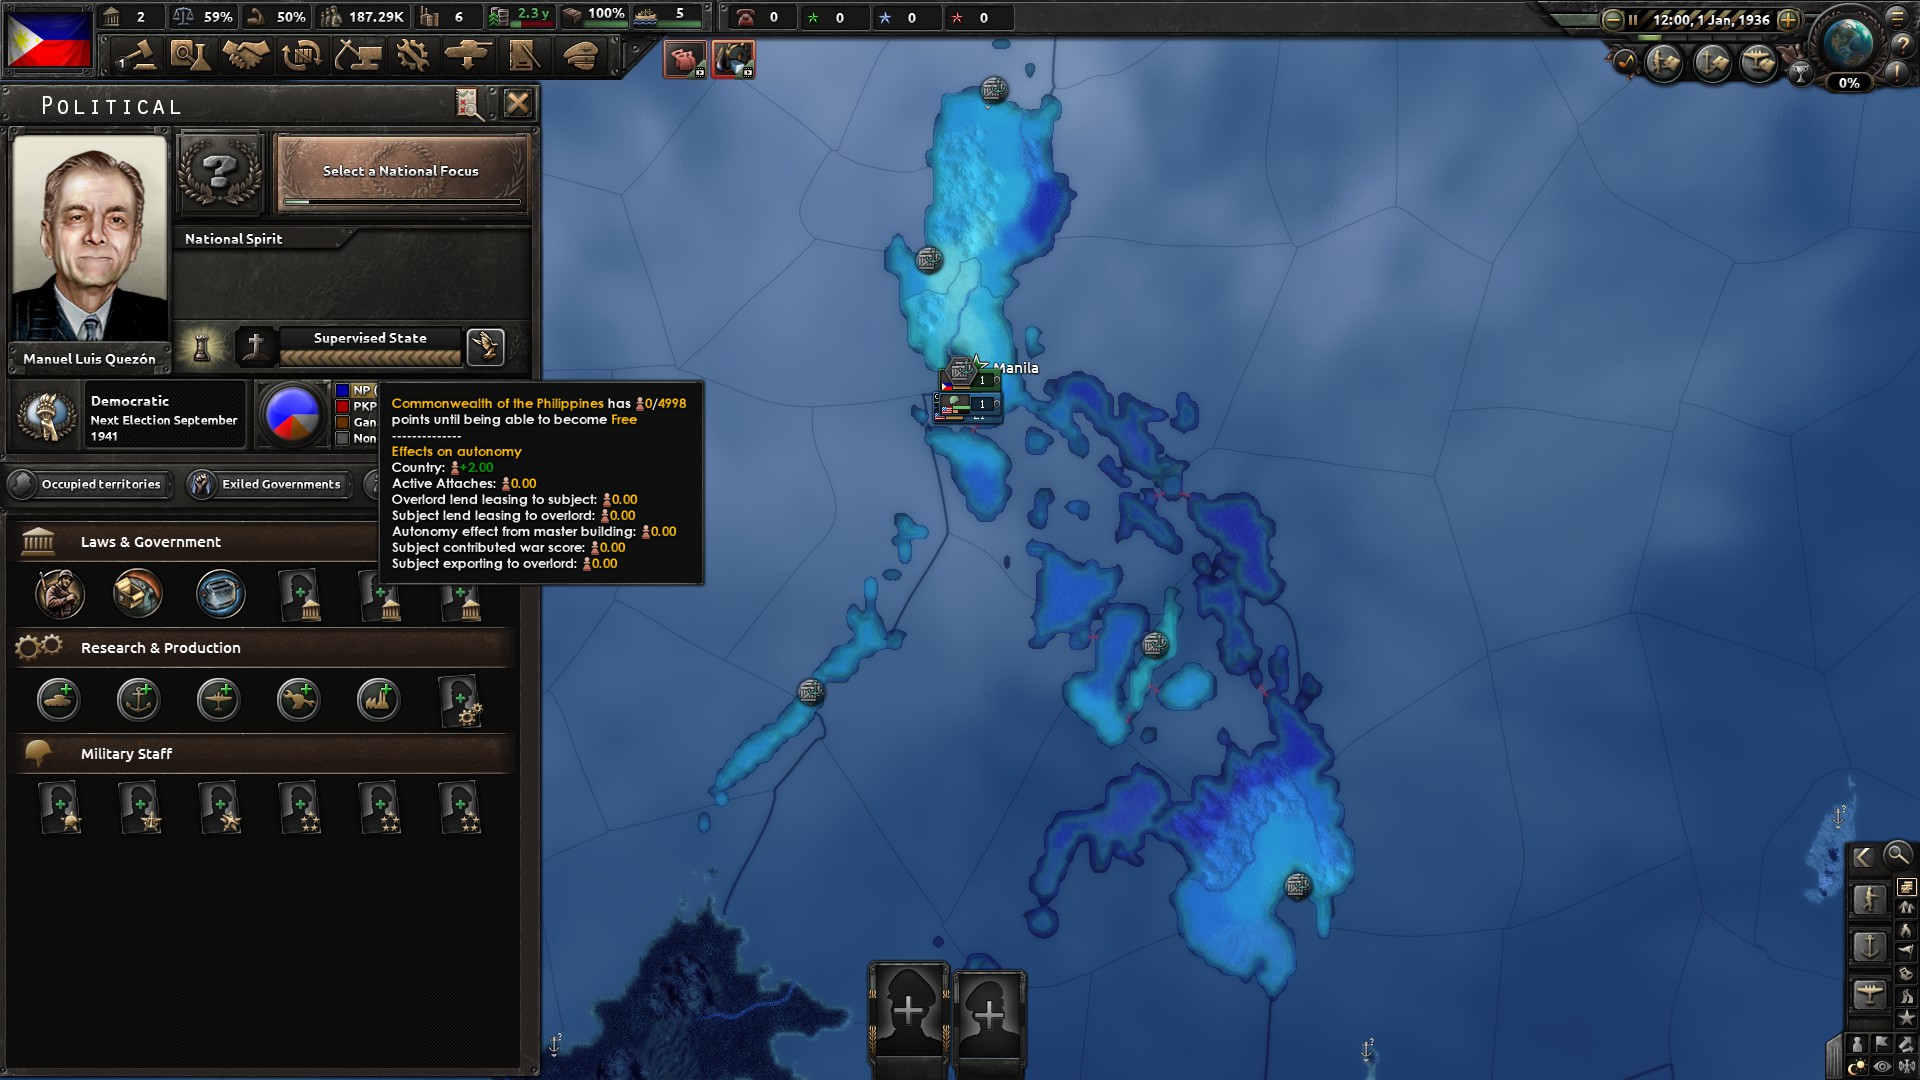 2
59%
50%
187.29K
6
2.3 y
100%
5
0
0
0
0
12:00, 1 Jan, 1936
0%
1
POLITICAL
Select a National Focus
National Spirit
Supervised State
Manuel Luis Quezón
Democratic
Next Election September
1941
NP (
PKP
Gan
Non
Commonwealth of the Philippines has 0/4998
points until being able to become Free
--------------
Effects on autonomy
Country: +2.00
Active Attaches: 0.00
Overlord lend leasing to subject: 0.00
Subject lend leasing to overlord: 0.00
Autonomy effect from master building: 0.00
Subject contributed war score: 0.00
Subject exporting to overlord: 0.00
Occupied territories
Exiled Governments
Laws & Government
Research & Production
Military Staff
Manila
1
1